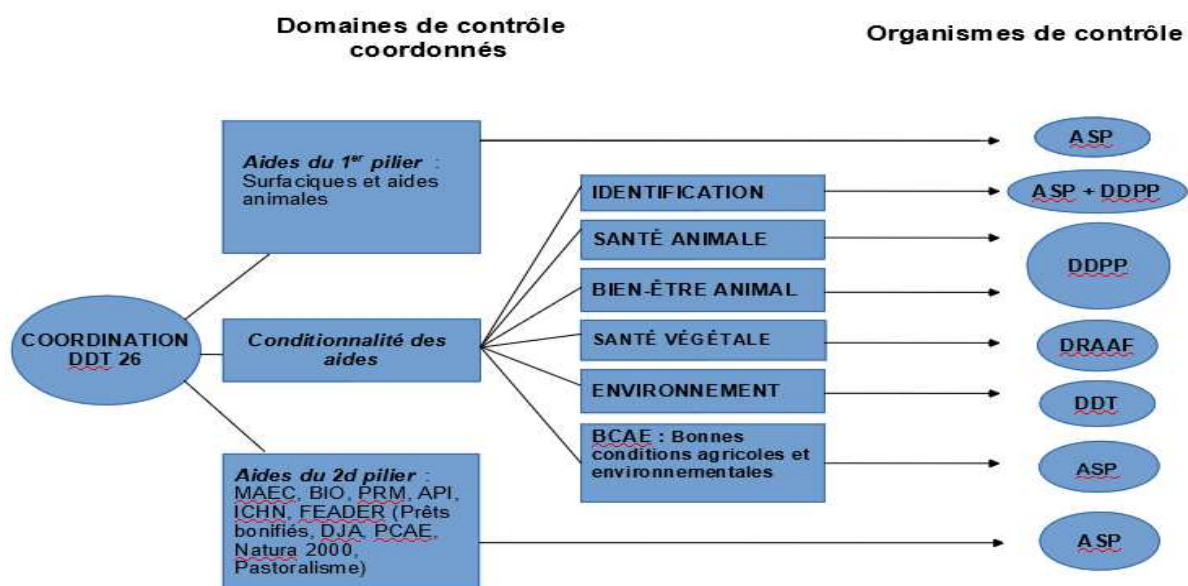 Domaines de contrôle
coordonnés
Organismes de contrôle
Aides du 1er pilier :
Surfaciques et aides
animales
ASP
IDENTIFICATION
ASP + DDPP
SANTÉ ANIMALE
DDPP
BIEN-ÊTRE ANIMAL
COORDINATION
DDT 26
Conditionnalité des
aides
SANTÉ VÉGÉTALE
DRAAF
ENVIRONNEMENT
DDT
BCAE : Bonnes
conditions agricoles et
environnementales
ASP
Aides du 2d pilier :
MAEC, BIO, PRM, API,
ICHN, FEADER (Prêts
bonifiés, DJA, PCAE,
Natura 2000,
Pastoralisme)
ASP